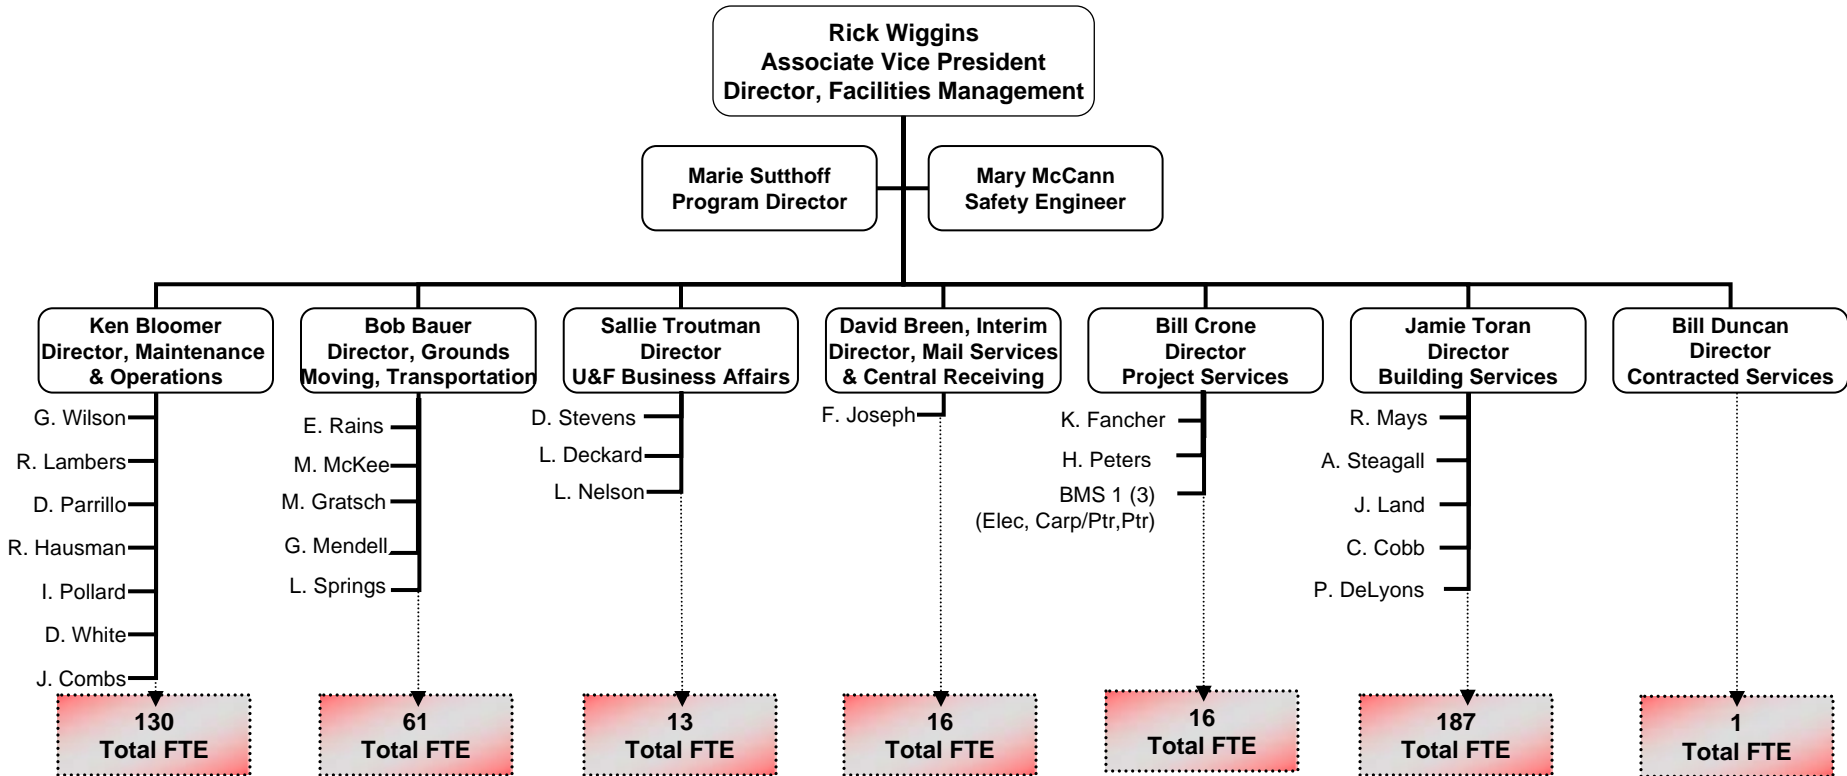 Rick Wiggins
Associate Vice President
Director, Facilities Management
Marie Sutthoff
Program Director
Mary McCann
Safety Engineer
Ken Bloomer
Director, Maintenance
& Operations
G. Wilson
R. Lambers
D. Parrillo
R. Hausman
I. Pollard
D. White
J. Combs
130
Total FTE
Bob Bauer
Director, Grounds
Moving, Transportation
E. Rains
M. McKee
M. Gratsch
G. Mendell
L. Springs
61
Total FTE
Sallie Troutman
Director
U&F Business Affairs
D. Stevens
L. Deckard
L. Nelson
13
Total FTE
David Breen, Interim
Director, Mail Services
& Central Receiving
F. Joseph
16
Total FTE
Bill Crone
Director
Project Services
K. Fancher
H. Peters
BMS 1 (3)
(Elec, Carp/Ptr,Ptr)
16
Total FTE
Jamie Toran
Director
Building Services
R. Mays
A. Steagall
J. Land
C. Cobb
P. DeLyons
187
Total FTE
Bill Duncan
Director
Contracted Services
1
Total FTE